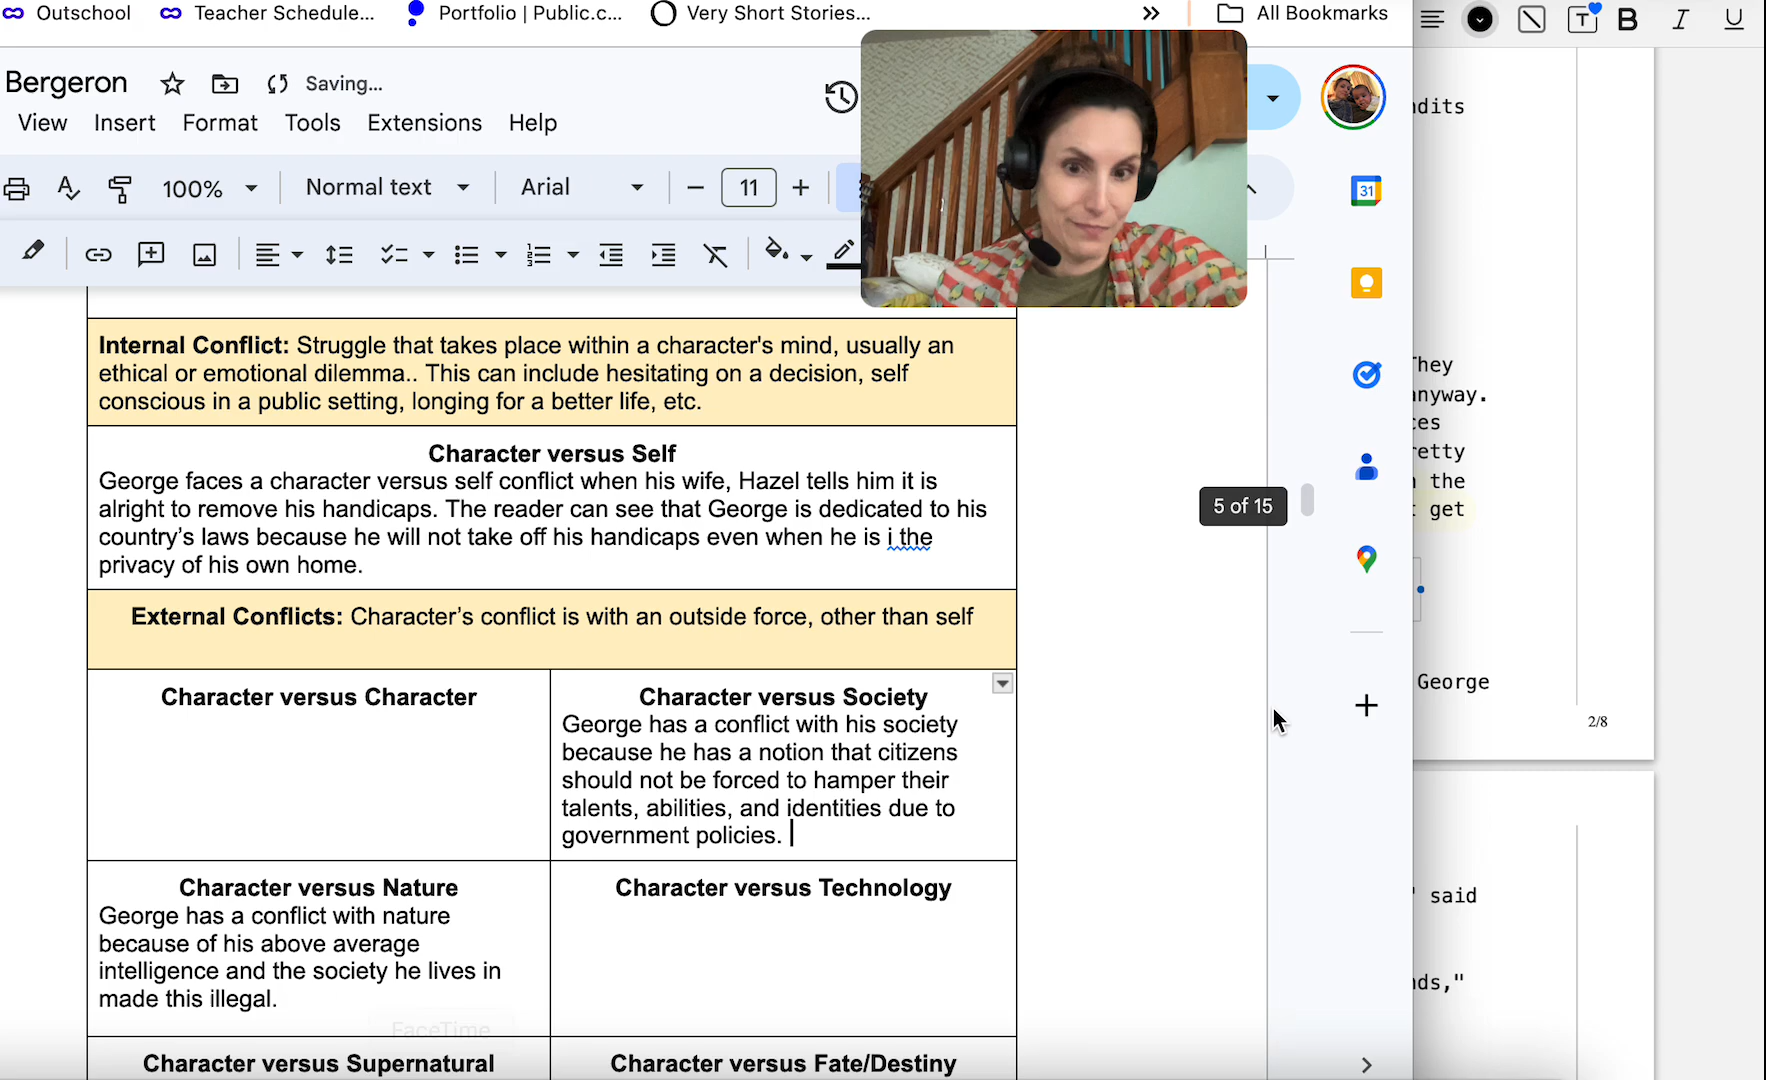 Outschool
Teacher Schedule...
Portfolio | Public.c...
Very Short Stories...
»
All Bookmarks
Bergeron
Saving...
View Insert Format Tools Extensions Help
100%
Normal text
Arial
11
B I U
31
Internal Conflict: Struggle that takes place within a character's mind, usually an
ethical or emotional dilemma.. This can include hesitating on a decision, self
conscious in a public setting, longing for a better life, etc.
Character versus Self
George faces a character versus self conflict when his wife, Hazel tells him it is
alright to remove his handicaps. The reader can see that George is dedicated to his
country's laws because he will not take off his handicaps even when he is i the
privacy of his own home.
External Conflicts: Character's conflict is with an outside force, other than self
Character versus Character
Character versus Society
George has a conflict with his society
because he has a notion that citizens
should not be forced to hamper their
talents, abilities, and identities due to
government policies.
Character versus Nature
George has a conflict with nature
because of his above average
intelligence and the society he lives in
made this illegal.
Character versus Technology
FaceTime
Character versus Supernatural
Character versus Fate/Destiny
5 of 15
the
get
George
2/8
said